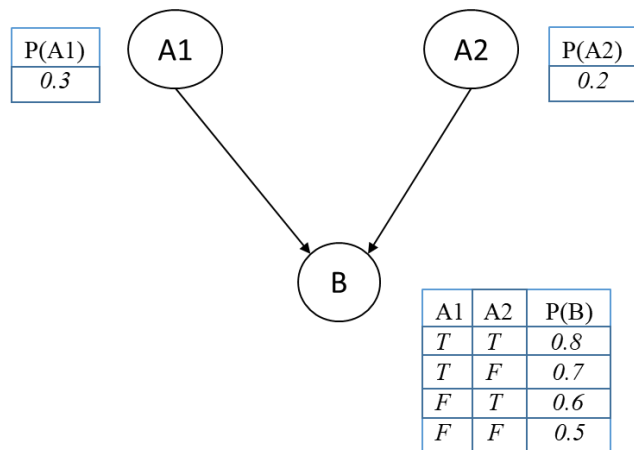 P(A1) A1 A2 P(A2)
0.3 0.2
B
A1 A2 P(B)
T T 0.8
T F 0.7
F T 0.6
F F 0.5